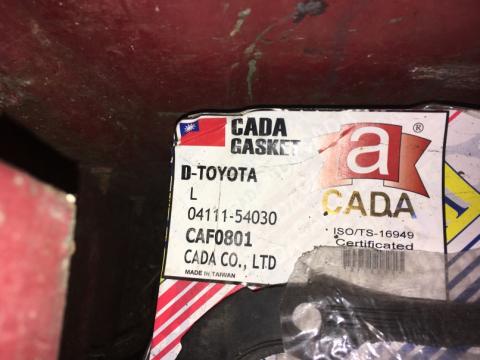 CADA
GASKET
D-TOYOTA
L
04111-54030
CAF0801
CADA CO., LTD
MADE IN TAIWAN
a
®
CADA
ISO/TS-16949
Certificated